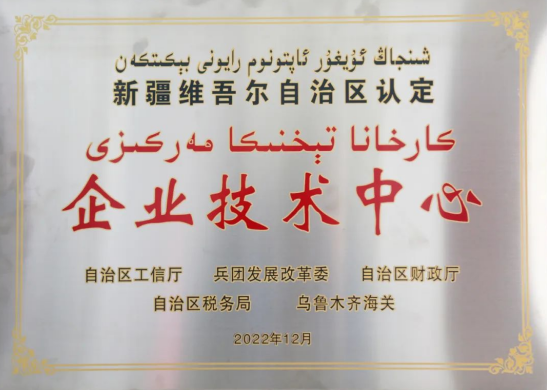 شىنجاڭ ئۇيغۇر ئاپتونوم رايونى بېكىتكەن
新疆维吾尔自治区认定
كارخانا تېخنىكا مەركىزى
企业技术中心
自治区工信厅 兵团发展改革委 自治区财政厅
自治区税务局 乌鲁木齐海关
2022年12月